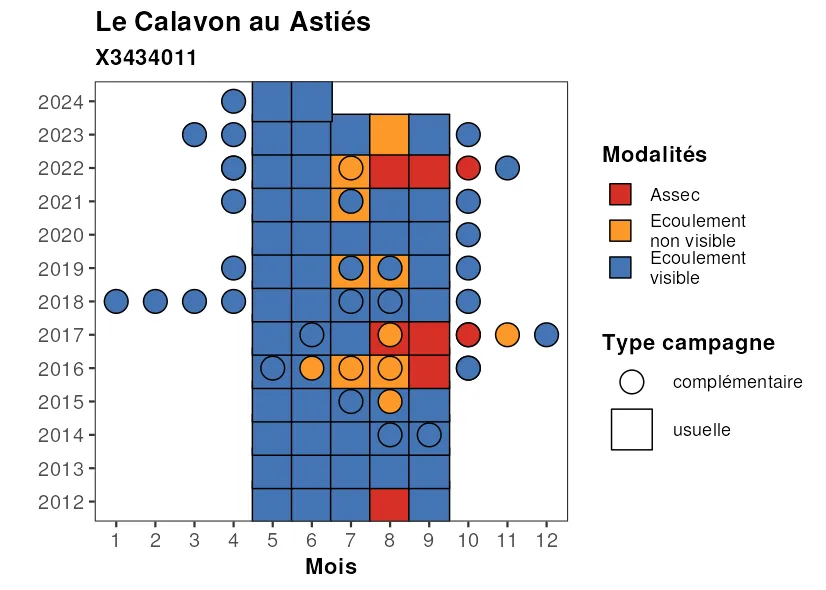 Le Calavon au Astiés
X3434011
2024
2023
2022
2021
2020
2019
2018
2017
2016
2015
2014
2013
2012
1 2 3 4 5 6 7 8 9 10 11 12
Mois
Modalités
Assec
Ecoulement
non visible
Ecoulement
visible
Type campagne
complémentaire
usuelle